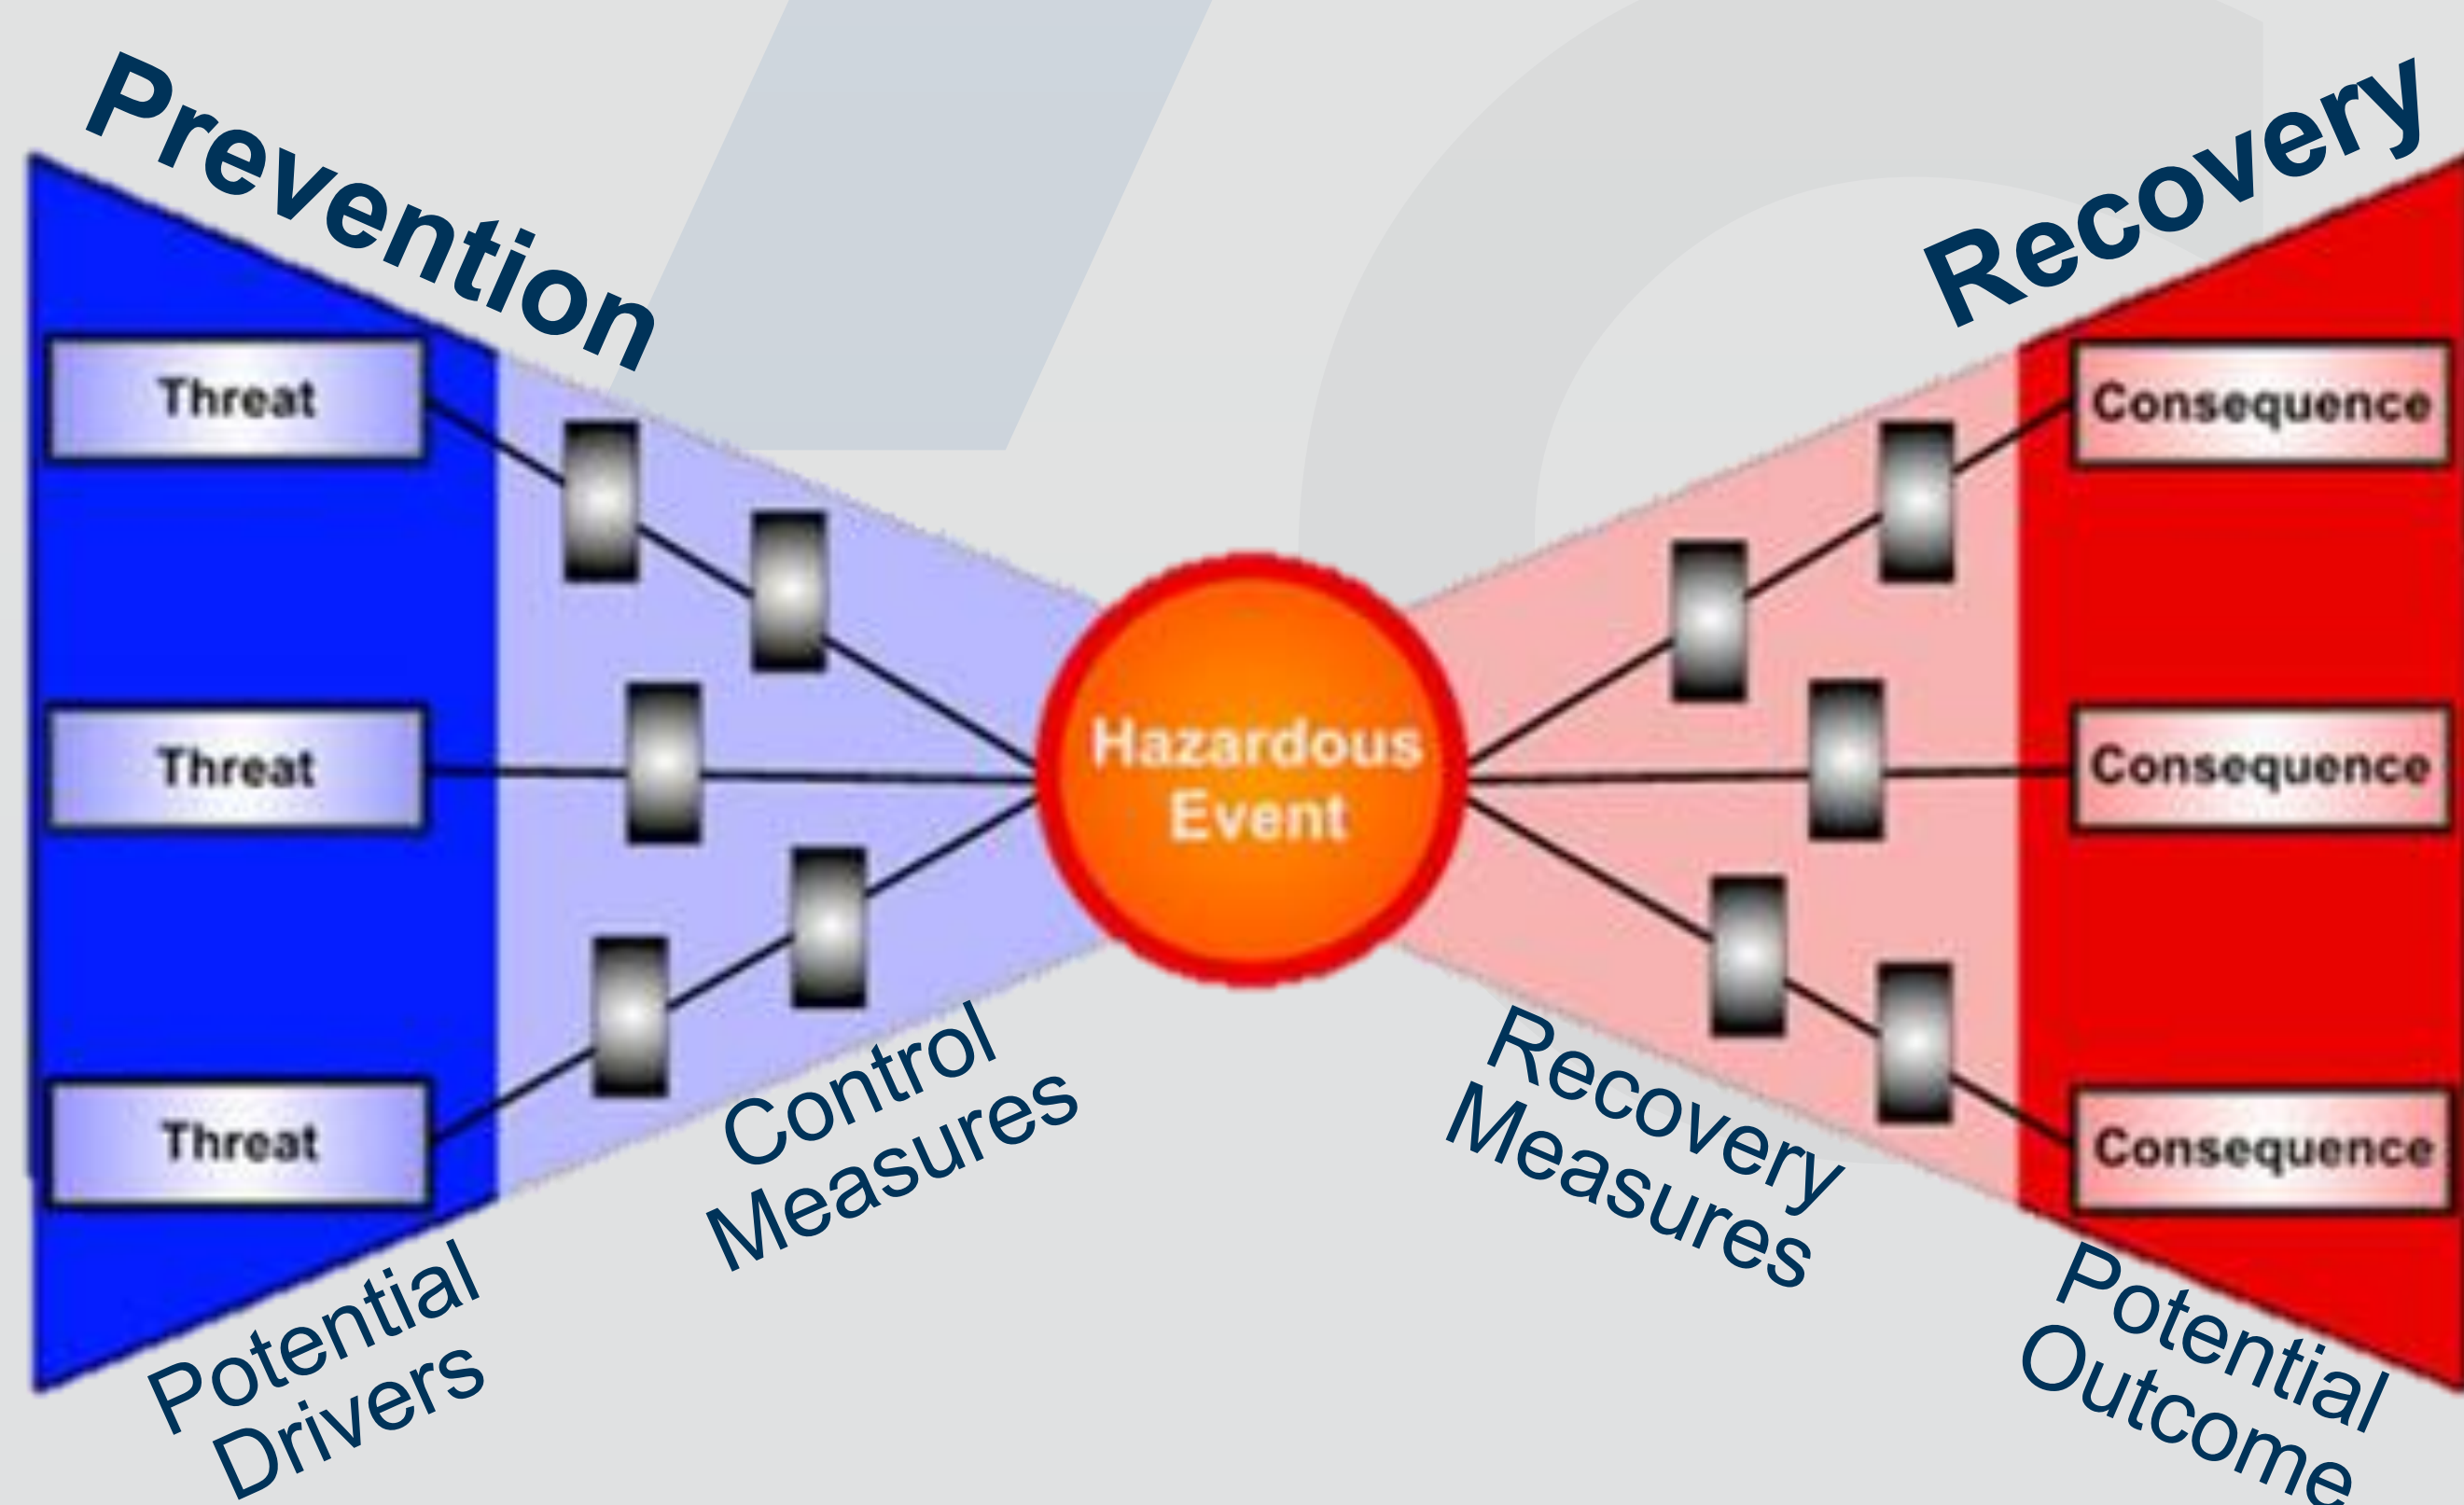 Prevention
Recovery
Threat
Consequence
Hazardous
Event
Threat
Consequence
Threat
Consequence
Control
Measures
Recovery
Measures
Potential
Drivers
Potential
Outcome